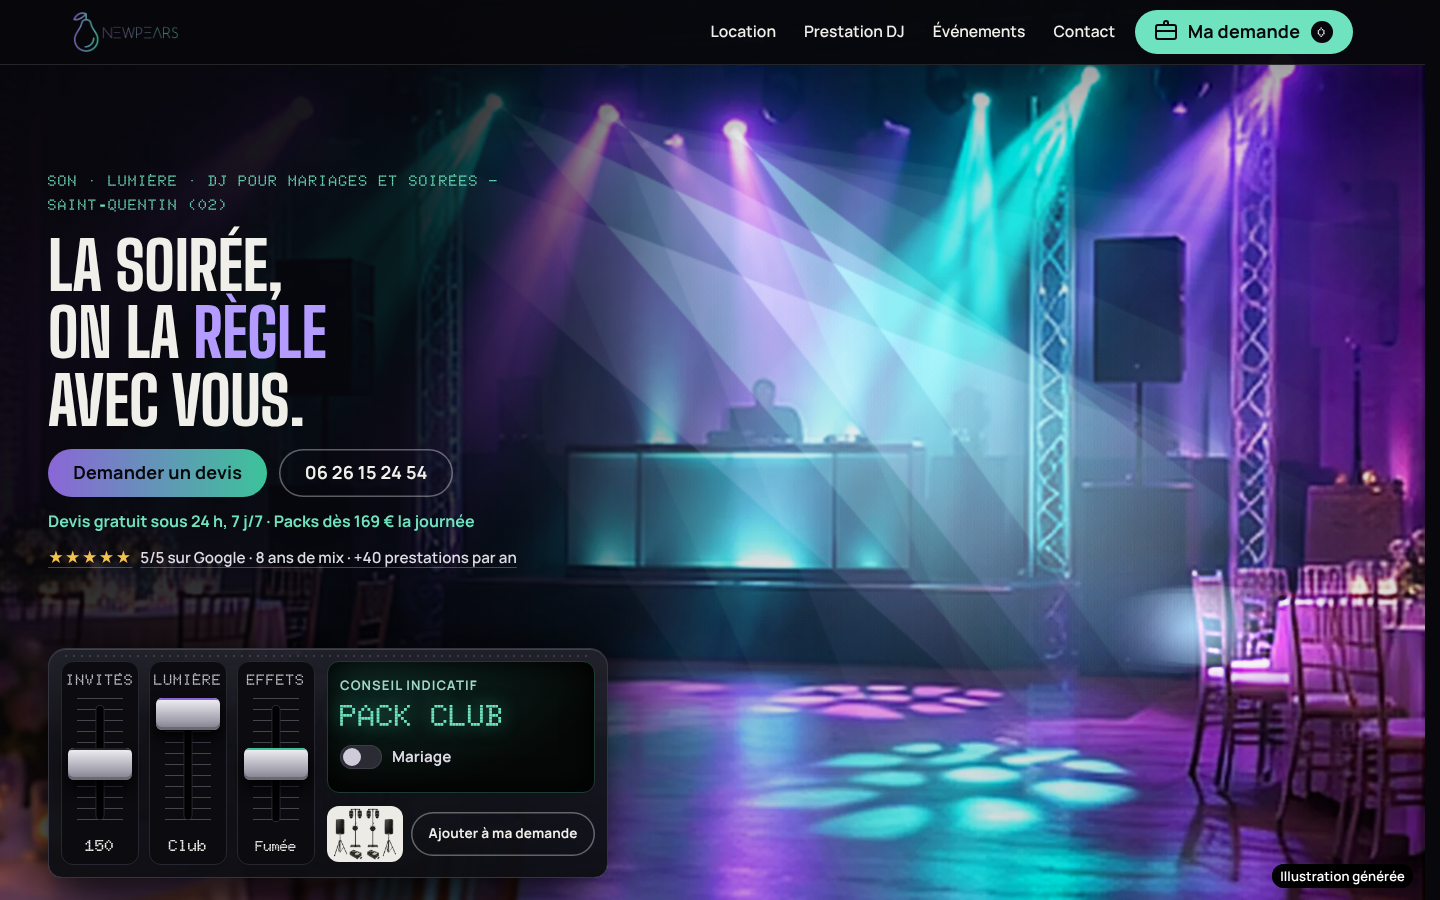 NEWPEARS
Location
Prestation DJ
Événements
Contact
Ma demande 0
SON · LUMIÈRE · DJ POUR MARIAGES ET SOIRÉES —
SAINT-QUENTIN (02)
LA SOIRÉE,
ON LA RÈGLE
AVEC VOUS.
Demander un devis
06 26 15 24 54
Devis gratuit sous 24 h, 7 j/7 · Packs dès 169 € la journée
★★★★★ 5/5 sur Google · 8 ans de mix · +40 prestations par an
INVITÉS
LUMIÈRE
EFFETS
150
Club
Fumée
CONSEIL INDICATIF
PACK CLUB
Mariage
Ajouter à ma demande
Illustration générée